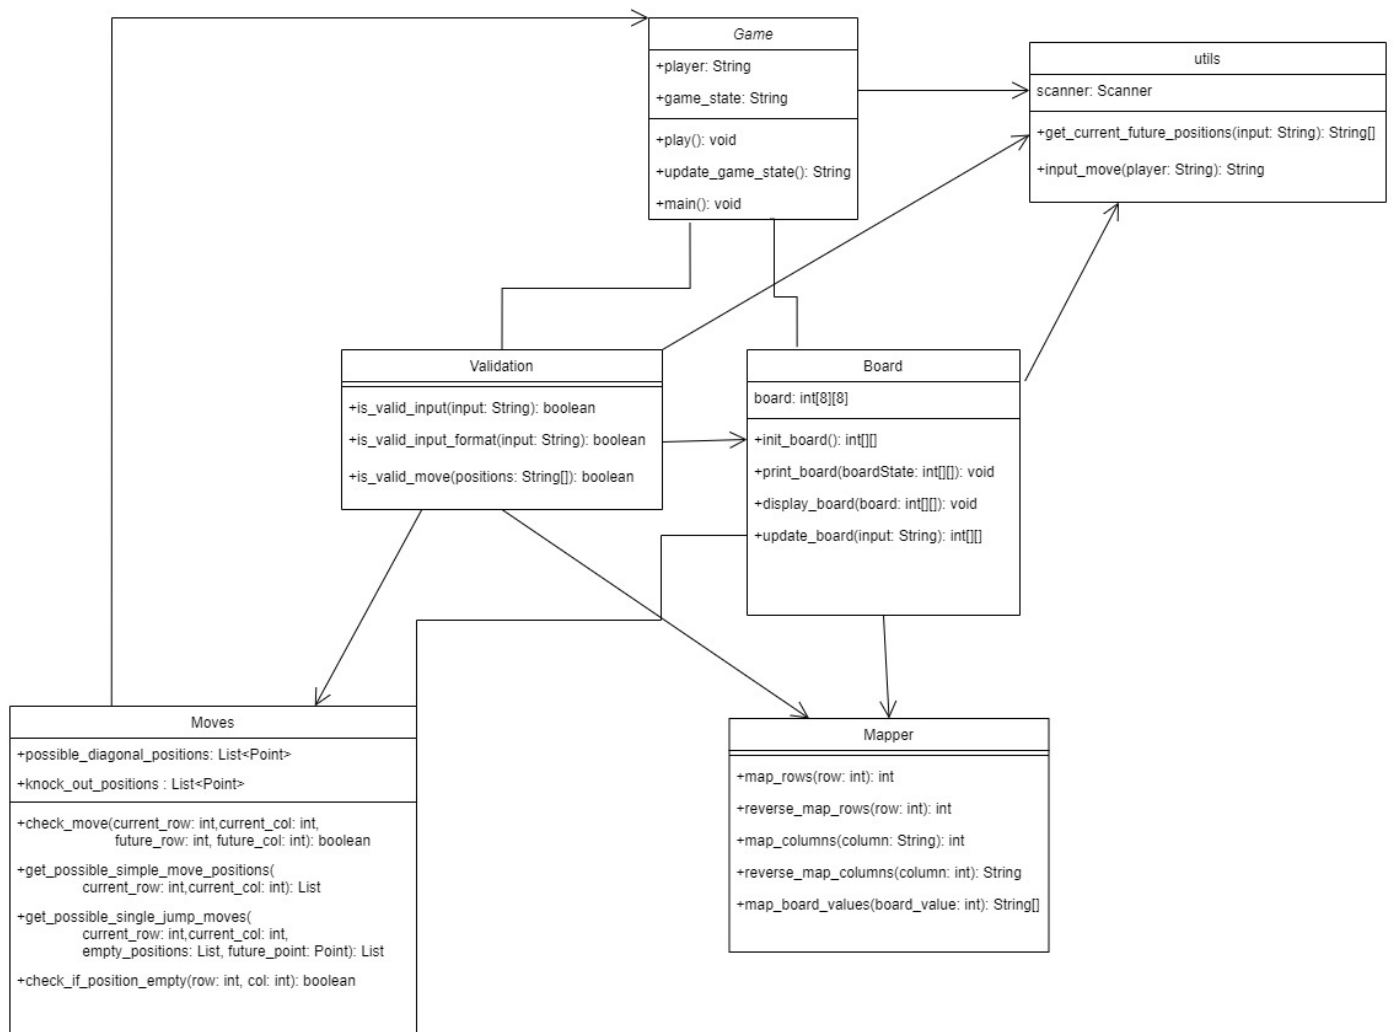 Game
+player: String
+game_state: String
+play(): void
+update_game_state(): String
+main(): void
utils
scanner: Scanner
+get_current_future_positions(input: String): String[]
+input_move(player: String): String
Validation
+is_valid_input(input: String): boolean
+is_valid_input_format(input: String): boolean
+is_valid_move(positions: String[]): boolean
Board
board: int[8][8]
+init_board(): int[][]
+print_board(boardState: int[][]): void
+display_board(board: int[][]): void
+update_board(input: String): int[][]
Moves
+possible_diagonal_positions: List<Point>
+knock_out_positions : List<Point>
+check_move(current_row: int,current_col: int,
future_row: int, future_col: int): boolean
+get_possible_simple_move_positions(
current_row: int,current_col: int): List
+get_possible_single_jump_moves(
current_row: int,current_col: int,
empty_positions: List, future_point: Point): List
+check_if_position_empty(row: int, col: int): boolean
Mapper
+map_rows(row: int): int
+reverse_map_rows(row: int): int
+map_columns(column: String): int
+reverse_map_columns(column: int): String
+map_board_values(board_value: int): String[]